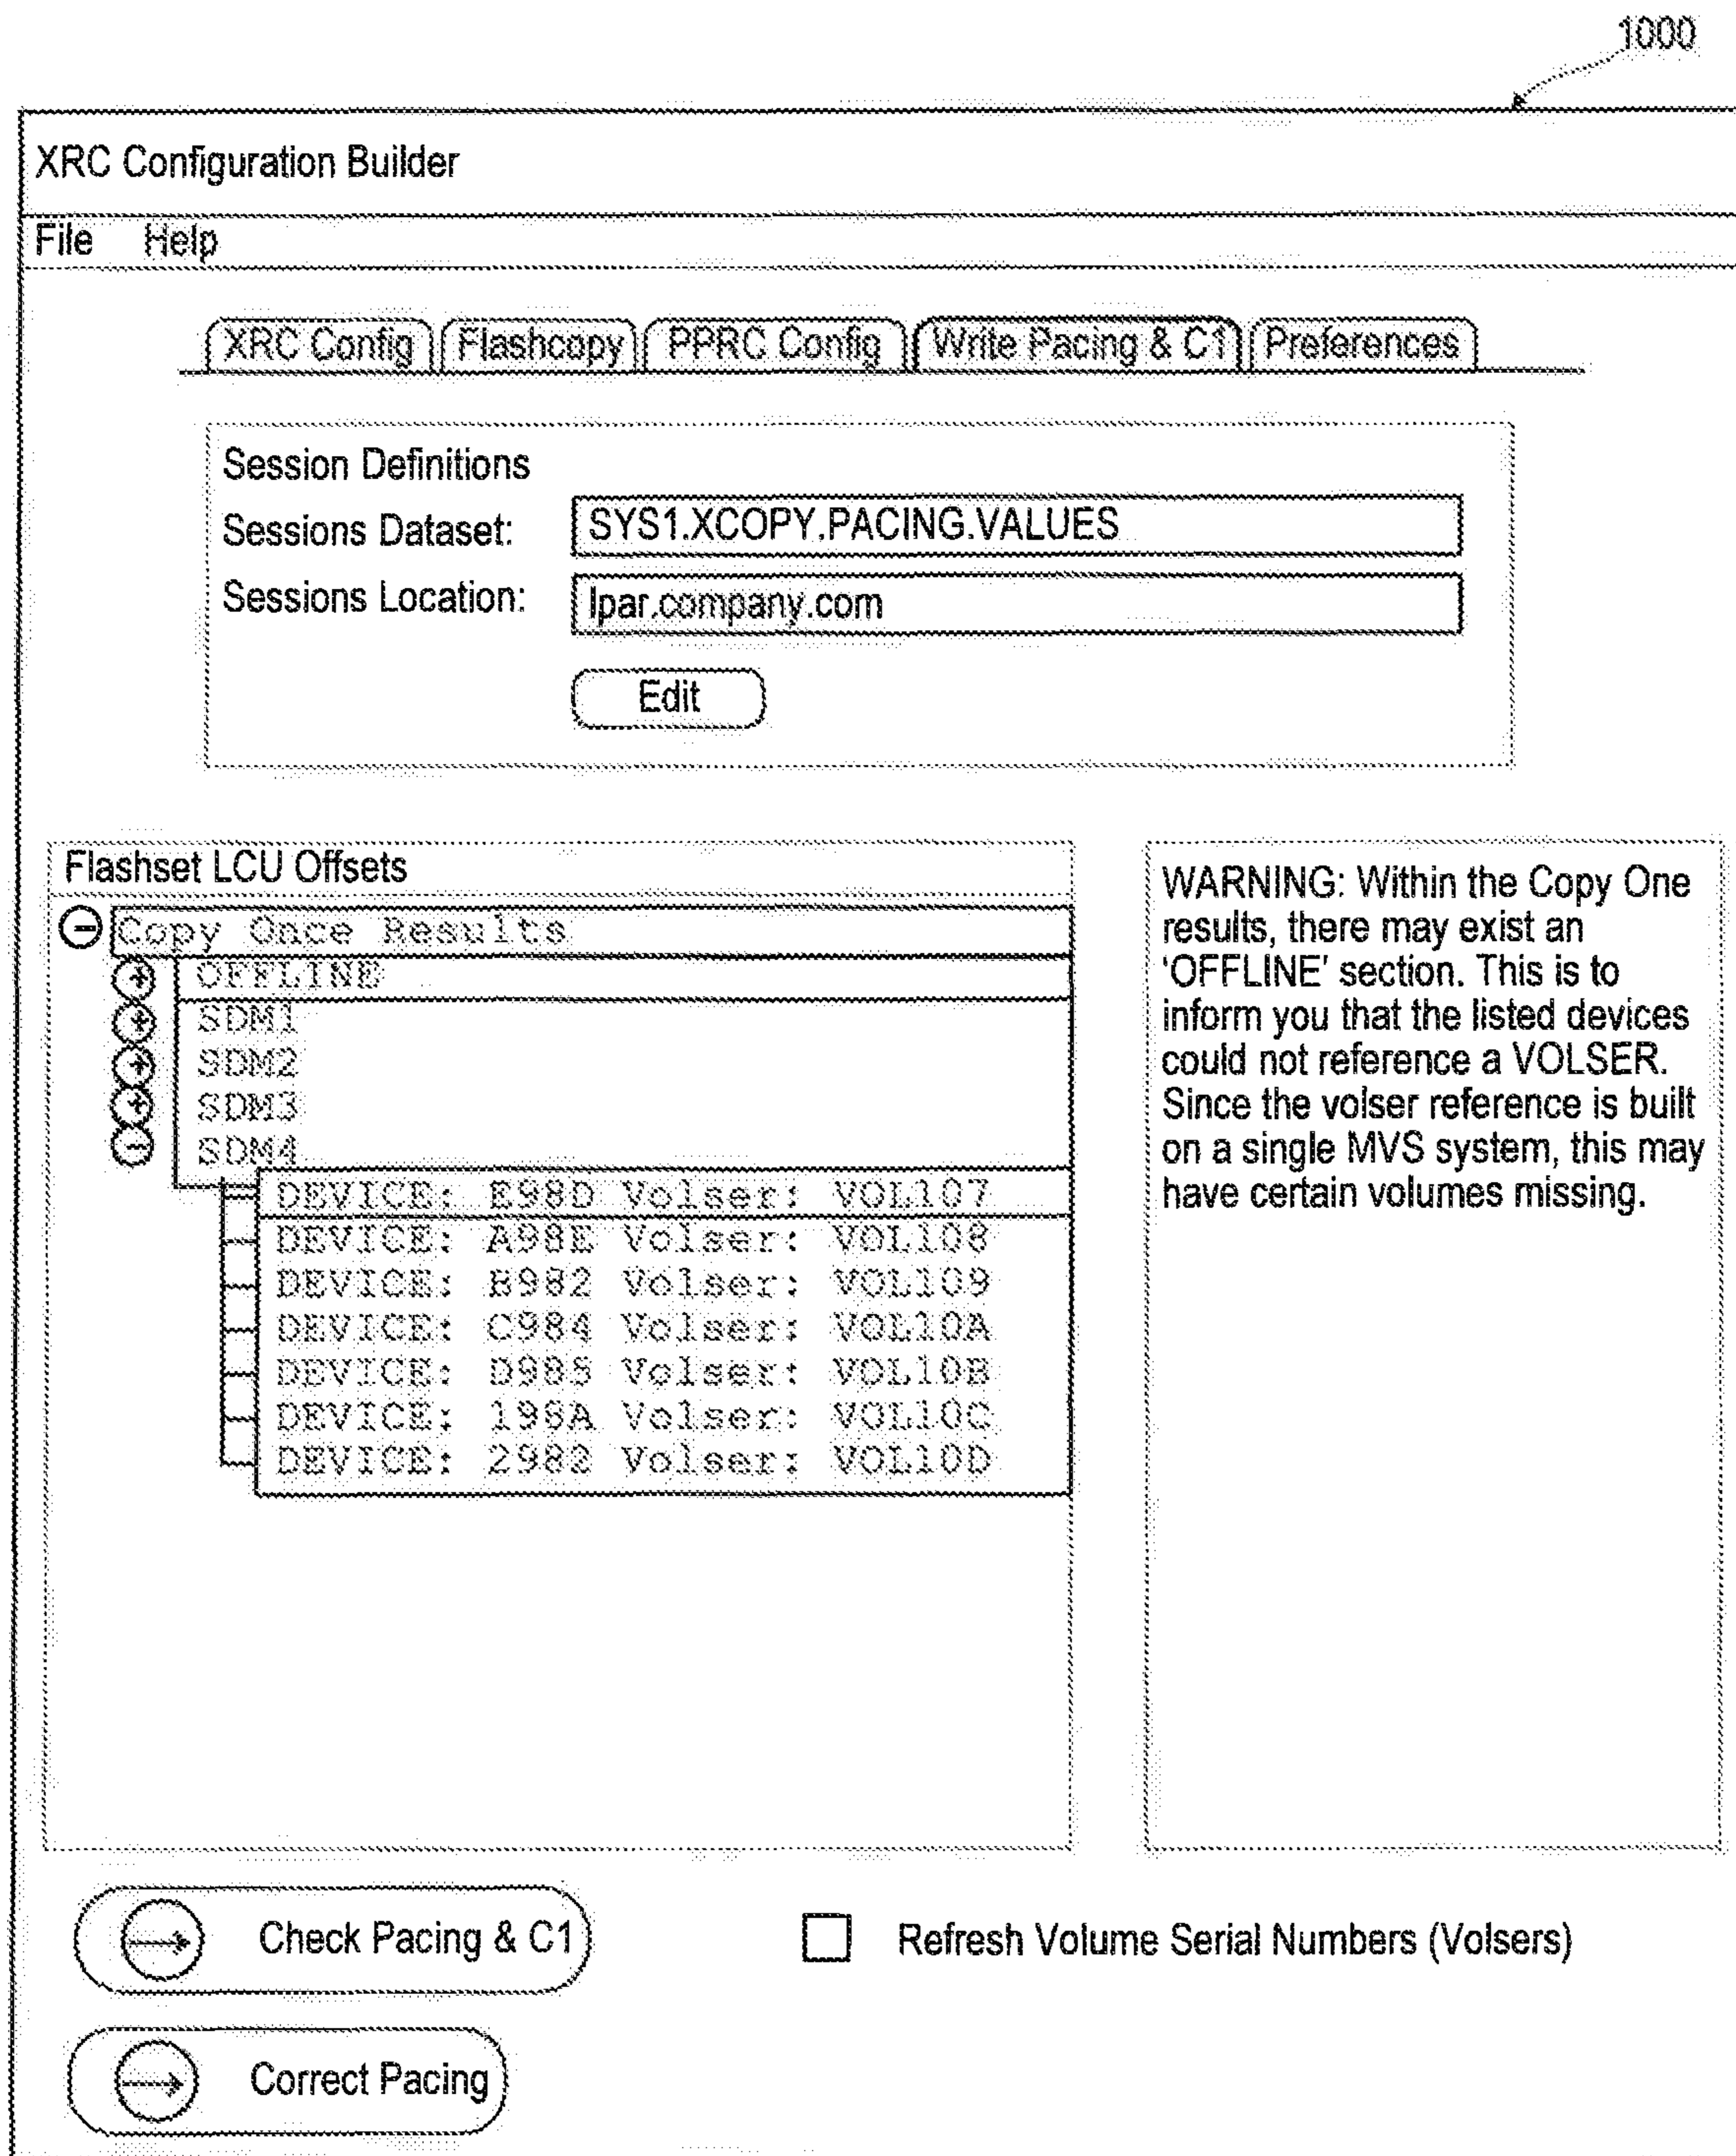 1000
XRC Configuration Builder
File Help
XRC Config Flashcopy PPRC Config Write Pacing & C1 Preferences
Session Definitions
Sessions Dataset: SYS1.XCOPY.PACING.VALUES
Sessions Location: lpar.company.com
Edit
Flashset LCU Offsets
Copy Once Results
OFFLINE
SDM1
SDM2
SDM3
SDM4
DEVICE: E98D Volser: VOL107
DEVICE: A98E Volser: VOL108
DEVICE: B982 Volser: VOL109
DEVICE: C984 Volser: VOL10A
DEVICE: D985 Volser: VOL10B
DEVICE: 198A Volser: VOL10C
DEVICE: 2982 Volser: VOL10D
WARNING: Within the Copy One
results, there may exist an
'OFFLINE' section. This is to
inform you that the listed devices
could not reference a VOLSER.
Since the volser reference is built
on a single MVS system, this may
have certain volumes missing.
Check Pacing & C1
Refresh Volume Serial Numbers (Volsers)
Correct Pacing